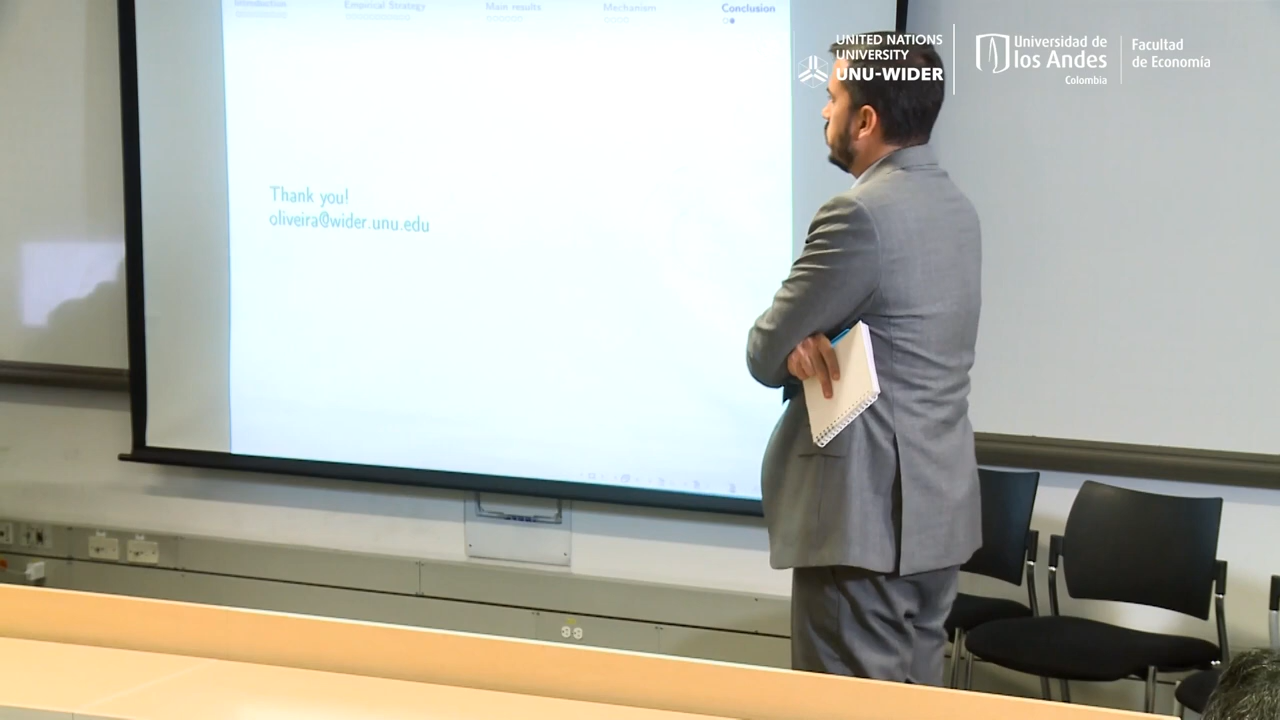 Introduction
Empirical Strategy
Main results
Mechanism
Conclusion
Thank you!
oliveira@wider.unu.edu
UNITED NATIONS
UNIVERSITY
UNU-WIDER
Universidad de
los Andes
Colombia
Facultad
de Economía